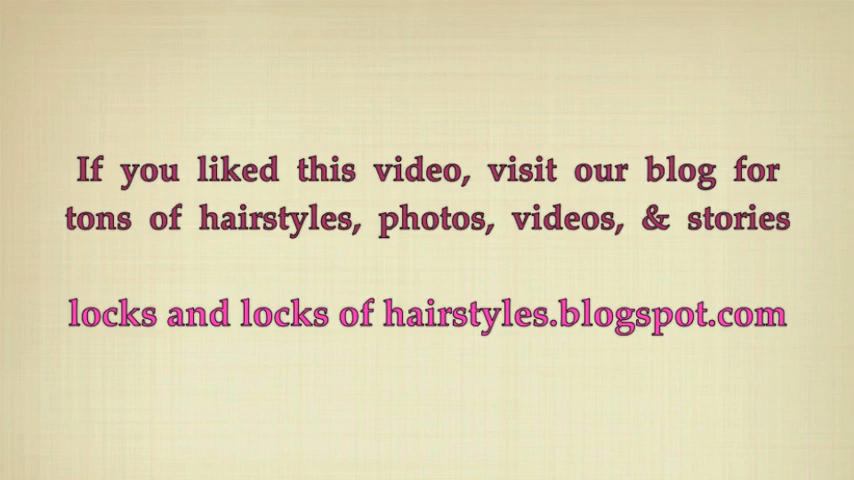 If you liked this video, visit our blog for
tons of hairstyles, photos, videos, & stories
locks and locks of hairstyles.blogspot.com